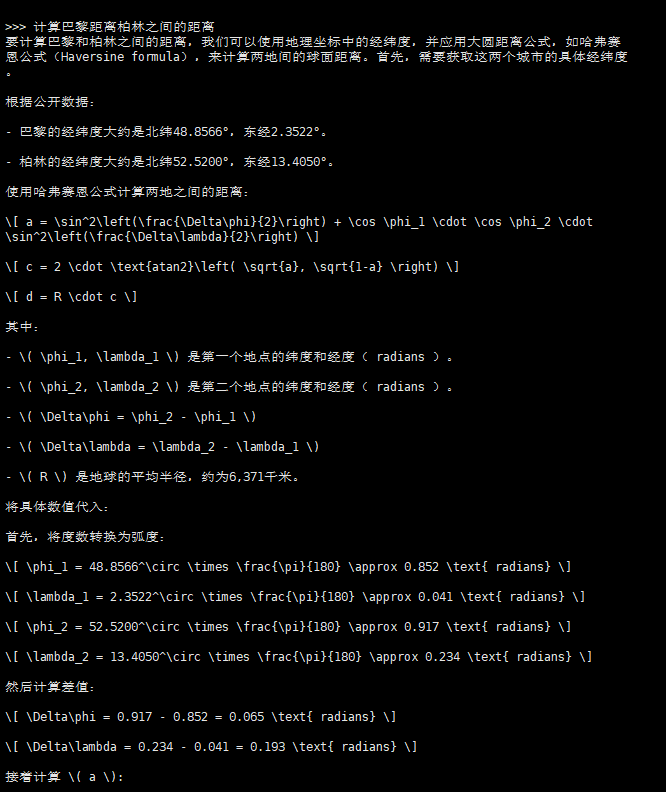 >>> 计算巴黎距离柏林之间的距离
要计算巴黎和柏林之间的距离，我们可以使用地理坐标中的经纬度，并应用大圆距离公式，如哈弗赛
恩公式（Haversine formula），来计算两地间的球面距离。首先，需要获取这两个城市的具体经纬度
。
根据公开数据：
- 巴黎的经纬度大约是北纬48.8566°，东经2.3522°。
- 柏林的经纬度大约是北纬52.5200°，东经13.4050°。
使用哈弗赛恩公式计算两地之间的距离：
\[ a = \sin^2\left(\frac{\Delta\phi}{2}\right) + \cos \phi_1 \cdot \cos \phi_2 \cdot
\sin^2\left(\frac{\Delta\lambda}{2}\right) \]
\[ c = 2 \cdot \text{atan2}\left( \sqrt{a}, \sqrt{1-a} \right) \]
\[ d = R \cdot c \]
其中：
- \( \phi_1, \lambda_1 \) 是第一个地点的纬度和经度（ radians ）。
- \( \phi_2, \lambda_2 \) 是第二个地点的纬度和经度（ radians ）。
- \( \Delta\phi = \phi_2 - \phi_1 \)
- \( \Delta\lambda = \lambda_2 - \lambda_1 \)
- \( R \) 是地球的平均半径，约为6,371千米。
将具体数值代入：
首先，将度数转换为弧度：
\[ \phi_1 = 48.8566^\circ \times \frac{\pi}{180} \approx 0.852 \text{ radians} \]
\[ \lambda_1 = 2.3522^\circ \times \frac{\pi}{180} \approx 0.041 \text{ radians} \]
\[ \phi_2 = 52.5200^\circ \times \frac{\pi}{180} \approx 0.917 \text{ radians} \]
\[ \lambda_2 = 13.4050^\circ \times \frac{\pi}{180} \approx 0.234 \text{ radians} \]
然后计算差值：
\[ \Delta\phi = 0.917 - 0.852 = 0.065 \text{ radians} \]
\[ \Delta\lambda = 0.234 - 0.041 = 0.193 \text{ radians} \]
接着计算 \( a \):